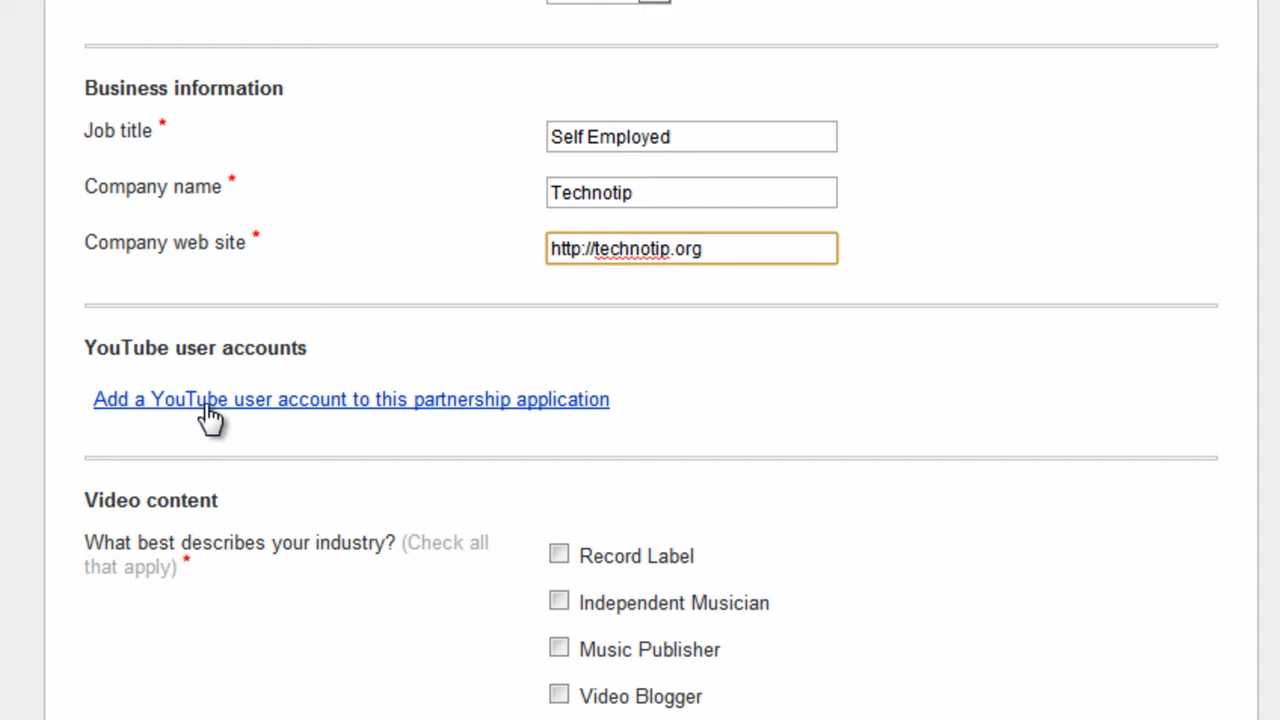 Business information
Job title *
Self Employed
Company name *
Technotip
Company web site *
http://technotip.org
YouTube user accounts
Add a YouTube user account to this partnership application
Video content
What best describes your industry? (Check all
that apply) *
Record Label
Independent Musician
Music Publisher
Video Blogger